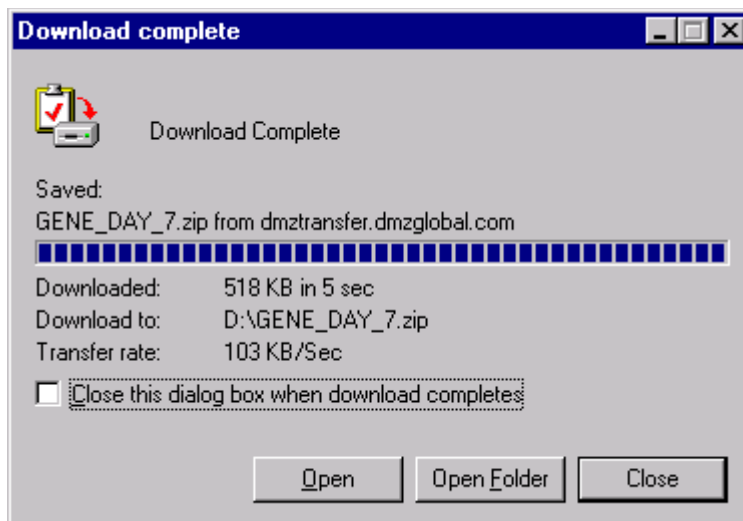 Download complete
Download Complete
Saved:
GENE_DAY_7.zip from dmztransfer.dmzglobal.com
Downloaded: 518 KB in 5 sec
Download to: D:\GENE_DAY_7.zip
Transfer rate: 103 KB/Sec
Close this dialog box when download completes
Open Open Folder Close